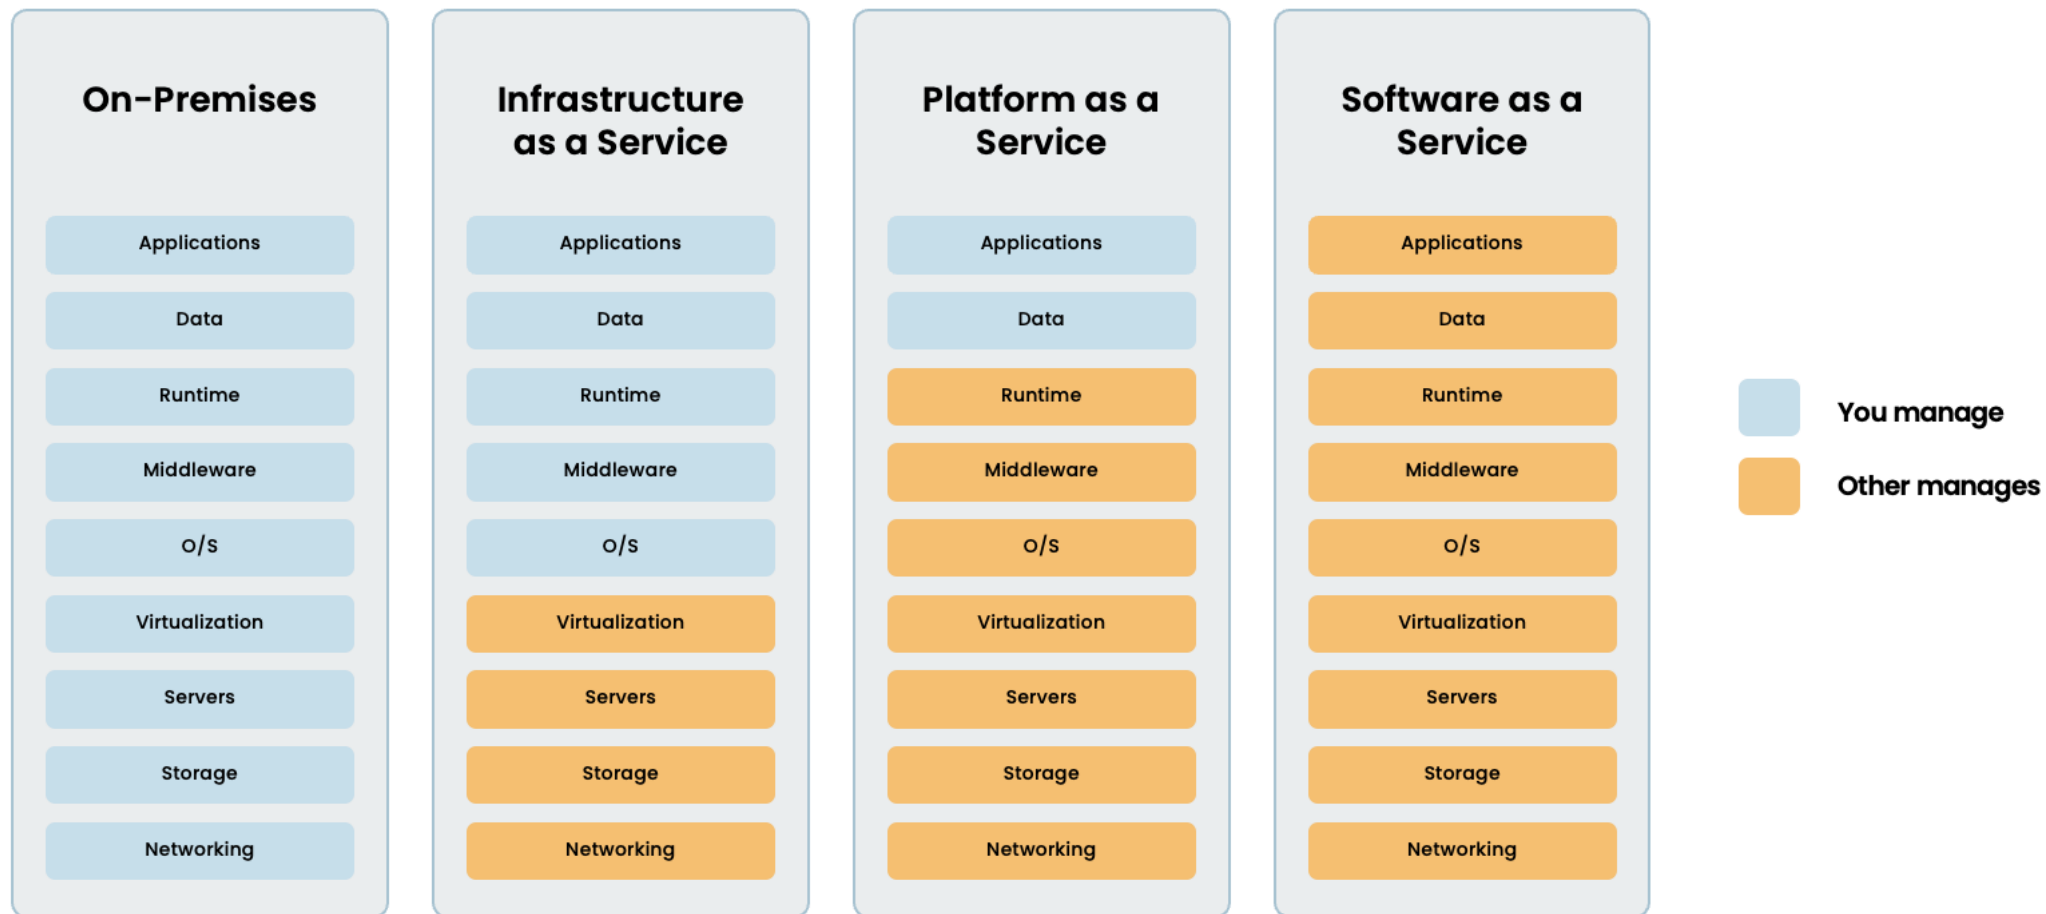 On-Premises
Applications
Data
Runtime
Middleware
O/S
Virtualization
Servers
Storage
Networking
Infrastructure
as a Service
Applications
Data
Runtime
Middleware
O/S
Virtualization
Servers
Storage
Networking
Platform as a
Service
Applications
Data
Runtime
Middleware
O/S
Virtualization
Servers
Storage
Networking
Software as a
Service
Applications
Data
Runtime
Middleware
O/S
Virtualization
Servers
Storage
Networking
You manage
Other manages